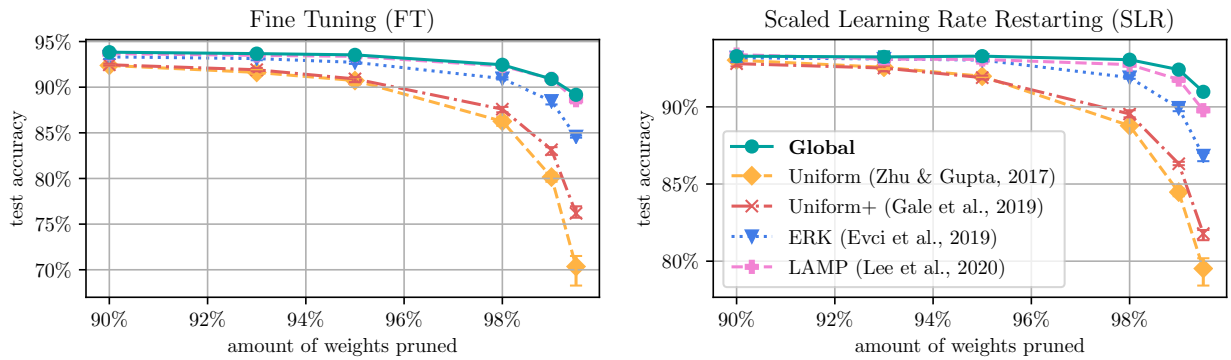 Fine Tuning (FT)
95%
90%
85%
80%
75%
70%
test accuracy
90%
92%
94%
96%
98%
amount of weights pruned
Scaled Learning Rate Restarting (SLR)
90%
85%
80%
test accuracy
Global
Uniform (Zhu & Gupta, 2017)
Uniform+ (Gale et al., 2019)
ERK (Evci et al., 2019)
LAMP (Lee et al., 2020)
90%
92%
94%
96%
98%
amount of weights pruned